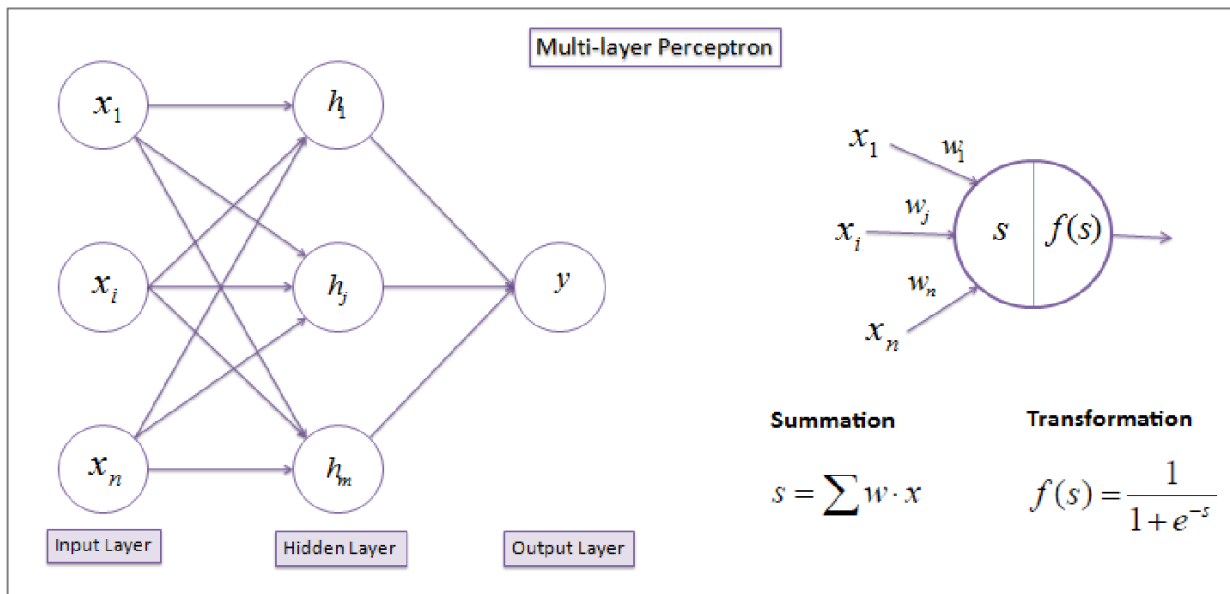 Multi-layer Perceptron
x₁
h₁
xᵢ
hⱼ
y
xₙ
hₘ
Input Layer
Hidden Layer
Output Layer
x₁
w₁
xᵢ
wⱼ
s
f(s)
wₙ
xₙ
Summation
Transformation
s = ∑ w · x
f(s) = 1 / (1 + e⁻ˢ)